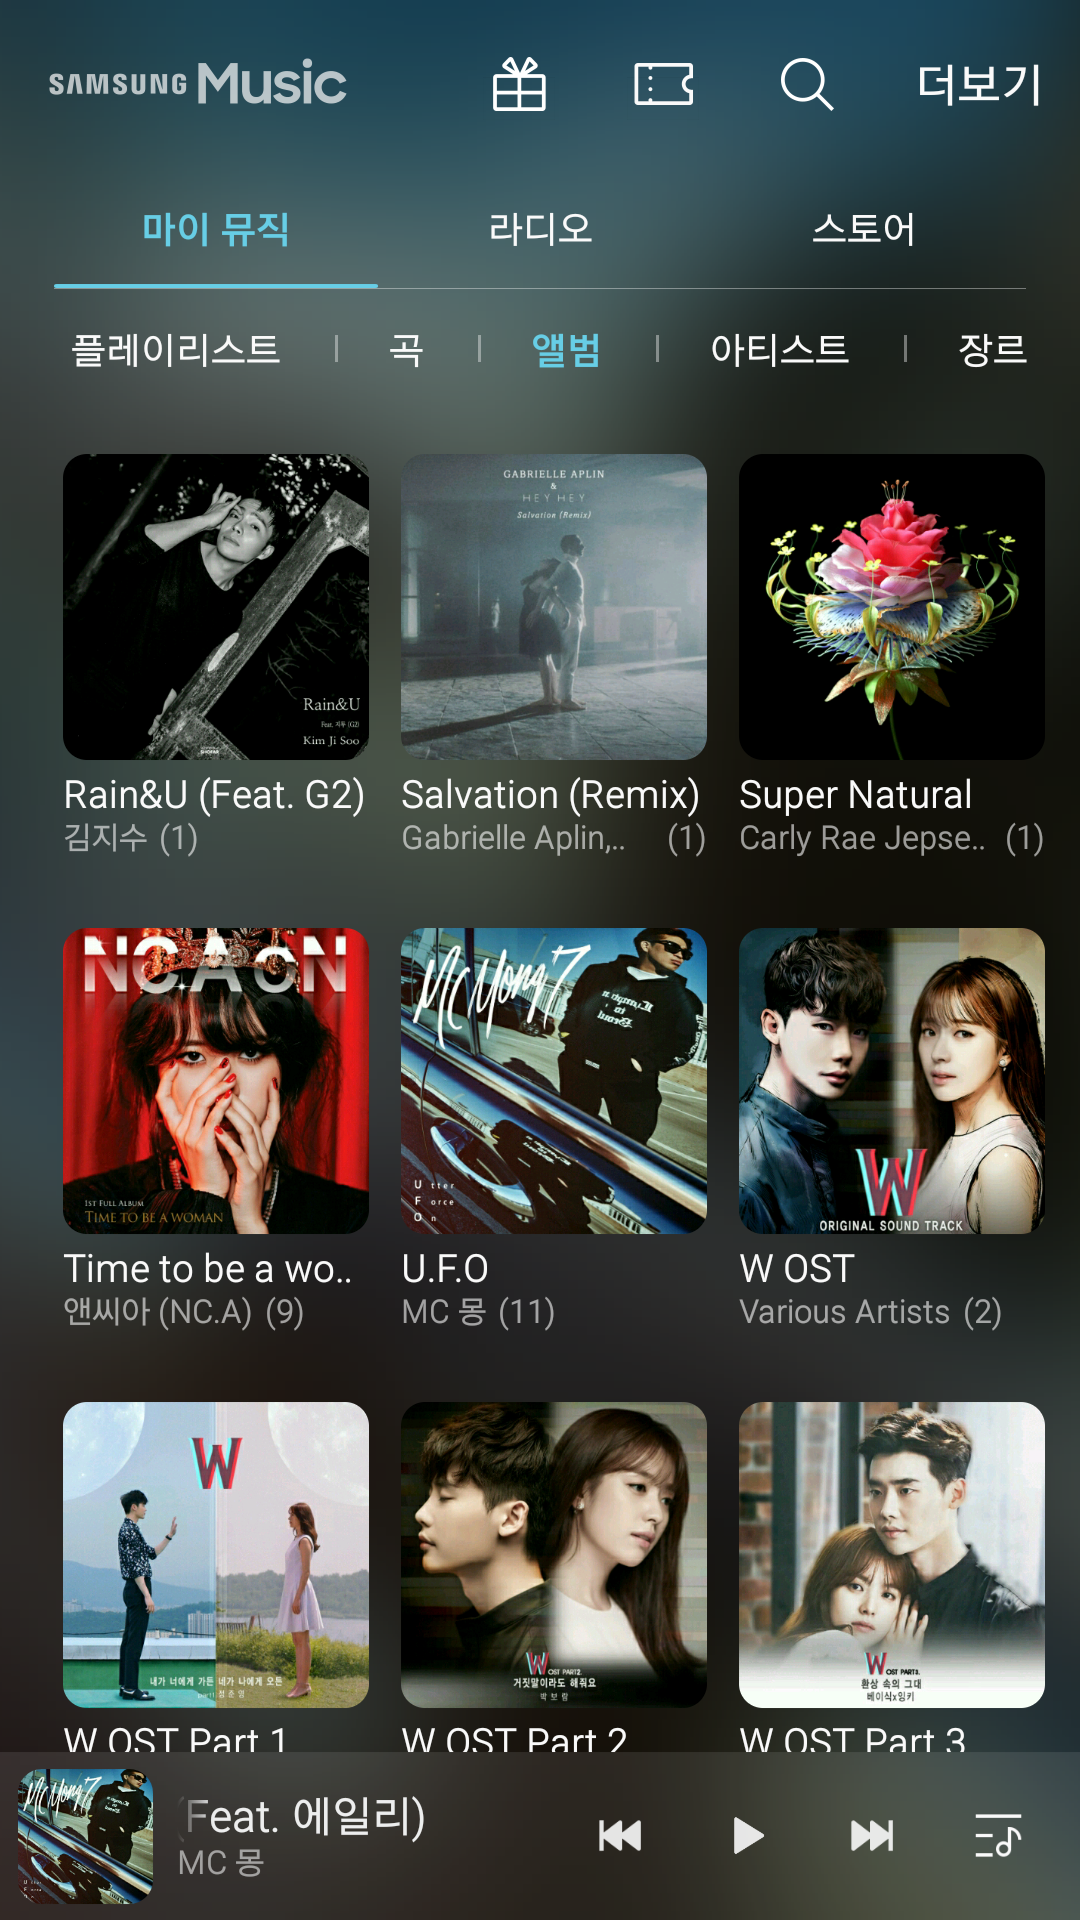 SAMSUNG Music
더보기
마이 뮤직
라디오
스토어
플레이리스트
곡
앨범
아티스트
장르
Rain&U
Feat. 지투 (G2)
Kim Ji Soo
GABRIELLE APLIN
&
HEY HEY
Salvation (Remix)
Rain&U (Feat. G2)
김지수 (1)
Salvation (Remix)
Gabrielle Aplin,.. (1)
Super Natural
Carly Rae Jepse.. (1)
NC.A ON
1ST FULL ALBUM
TIME TO BE A WOMAN
MC Mong 7
Utter
Force
On
W
ORIGINAL SOUND TRACK
Time to be a wo..
앤씨아 (NC.A) (9)
U.F.O
MC 몽 (11)
W OST
Various Artists (2)
W
내가 너에게 가든 네가 나에게 오든
part1 정준영
W OST PART2.
거짓말이라도 해줘요
박보람
W OST PART3.
환상 속의 그대
베이식x잉키
W OST Part 1
W OST Part 2
W OST Part 3
MC Mong 7
(Feat. 에일리)
MC 몽